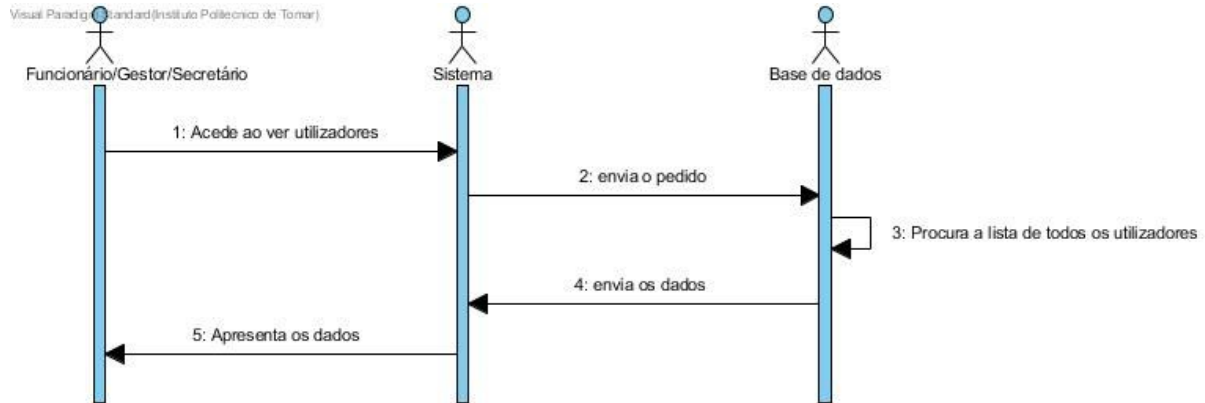 Visual Paradigm Standard(Instituto Politecnico de Tomar)
Funcionário/Gestor/Secretário
Sistema
Base de dados
1: Acede ao ver utilizadores
2: envia o pedido
3: Procura a lista de todos os utilizadores
4: envia os dados
5: Apresenta os dados